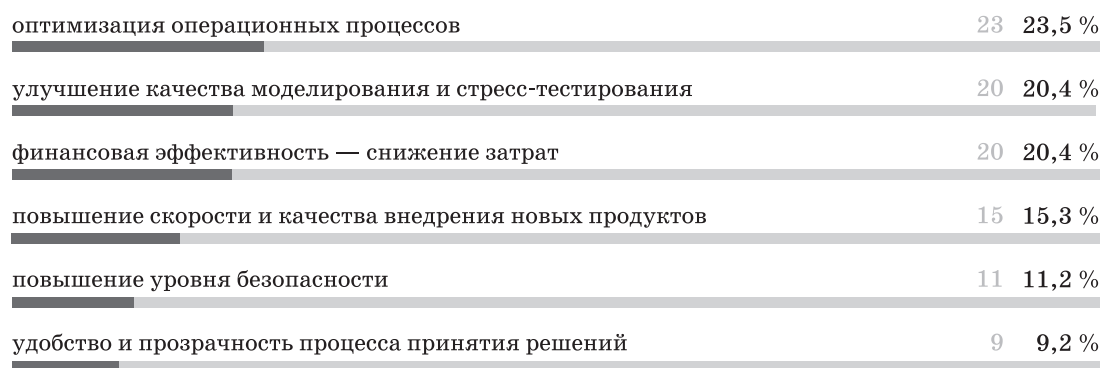 оптимизация операционных процессов 23 23,5 %
улучшение качества моделирования и стресс-тестирования 20 20,4 %
финансовая эффективность — снижение затрат 20 20,4 %
повышение скорости и качества внедрения новых продуктов 15 15,3 %
повышение уровня безопасности 11 11,2 %
удобство и прозрачность процесса принятия решений 9 9,2 %